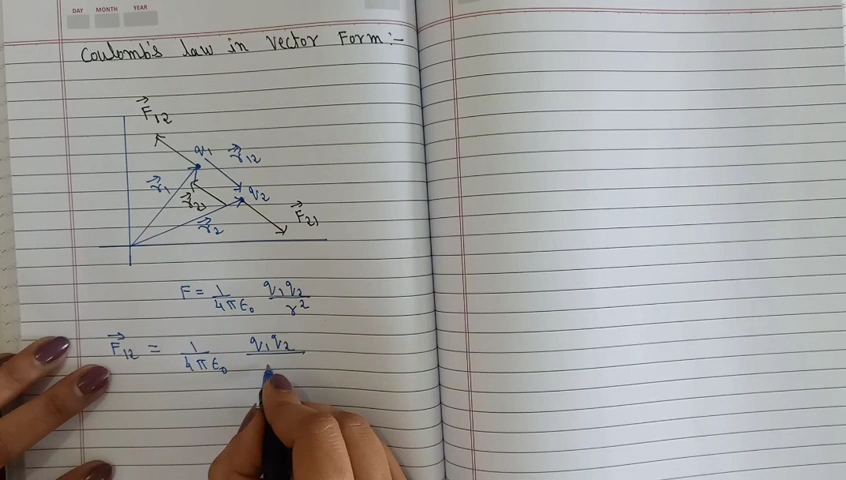 DAY MONTH YEAR
Coulomb's law in vector Form:-
F⃗₁₂
q₁
r⃗₁₂
r⃗₁
q₂
r⃗₂₁
F⃗₂₁
r⃗₂
F = 1/4πε₀ q₁q₂/r²
F⃗₁₂ = 1/4πε₀ q₁q₂